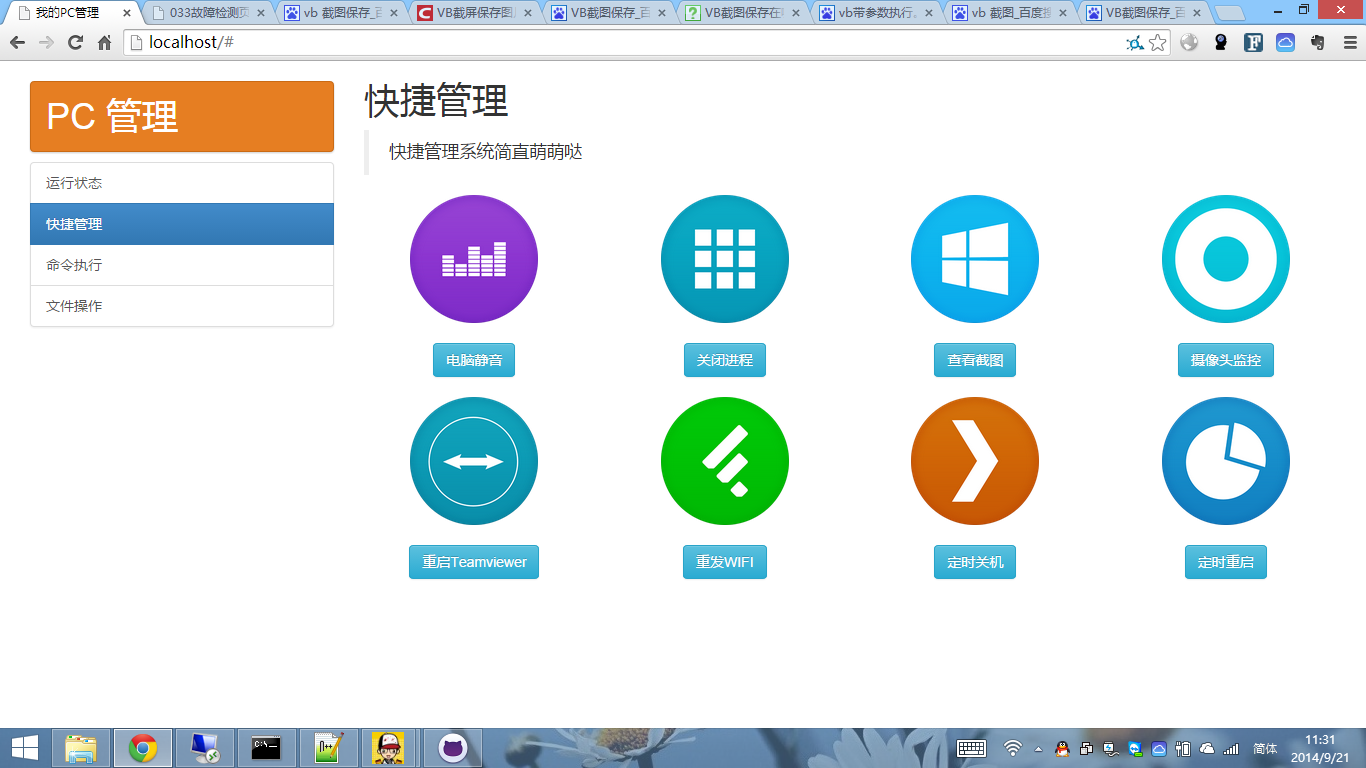 我的PC管理
033故障检测页
vb 截图保存_百
VB截屏保存图
VB截图保存_百
VB截图保存在
vb带参数执行
vb 截图_百度搜
VB截图保存_百
localhost/#
PC 管理
运行状态
快捷管理
命令执行
文件操作
快捷管理
快捷管理系统简直萌萌哒
电脑静音
关闭进程
查看截图
摄像头监控
重启Teamviewer
重发WIFI
定时关机
定时重启
简体
11:31
2014/9/21